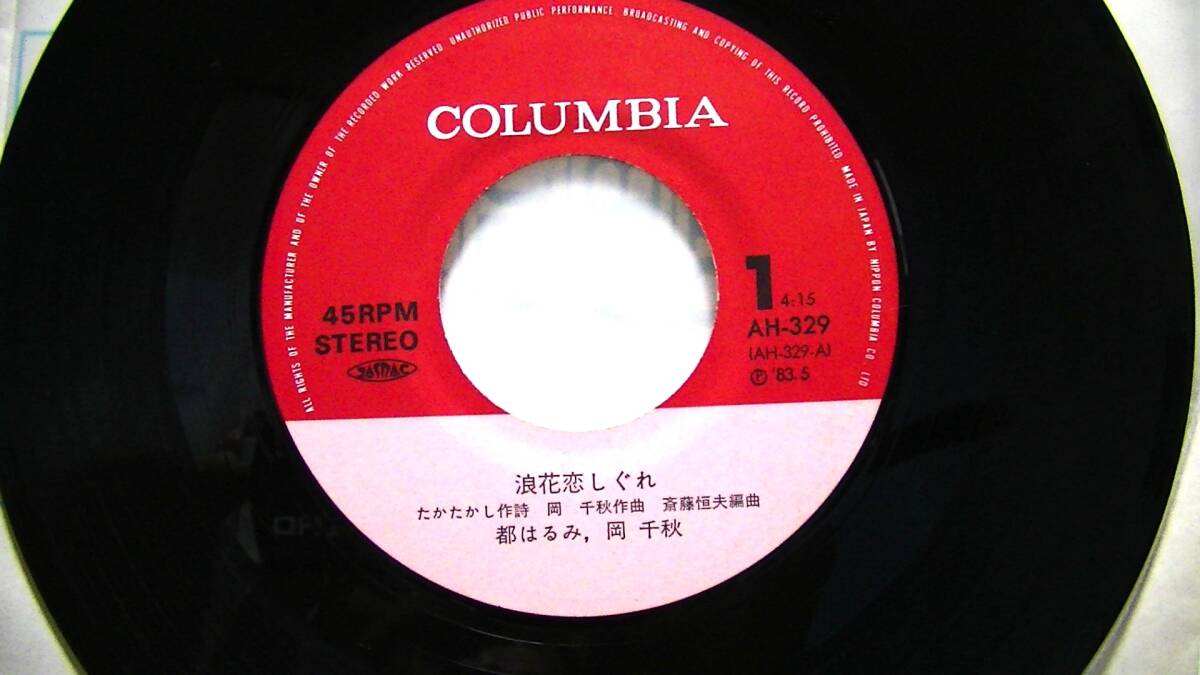 ALL RIGHTS OF THE MANUFACTURER AND OF THE OWNER OF THE RECORDED WORK RESERVED. UNAUTHORIZED PUBLIC PERFORMANCE, BROADCASTING AND COPYING OF THIS RECORD PROHIBITED. MADE IN JAPAN BY NIPPON COLUMBIA CO., LTD
COLUMBIA
45RPM
STEREO
JASRAC
1 4:15
AH-329
(AH-329-A)
Ⓟ '83.5
浪花恋しぐれ
たかたかし作詩 岡 千秋作曲 斎藤恒夫編曲
都はるみ, 岡 千秋